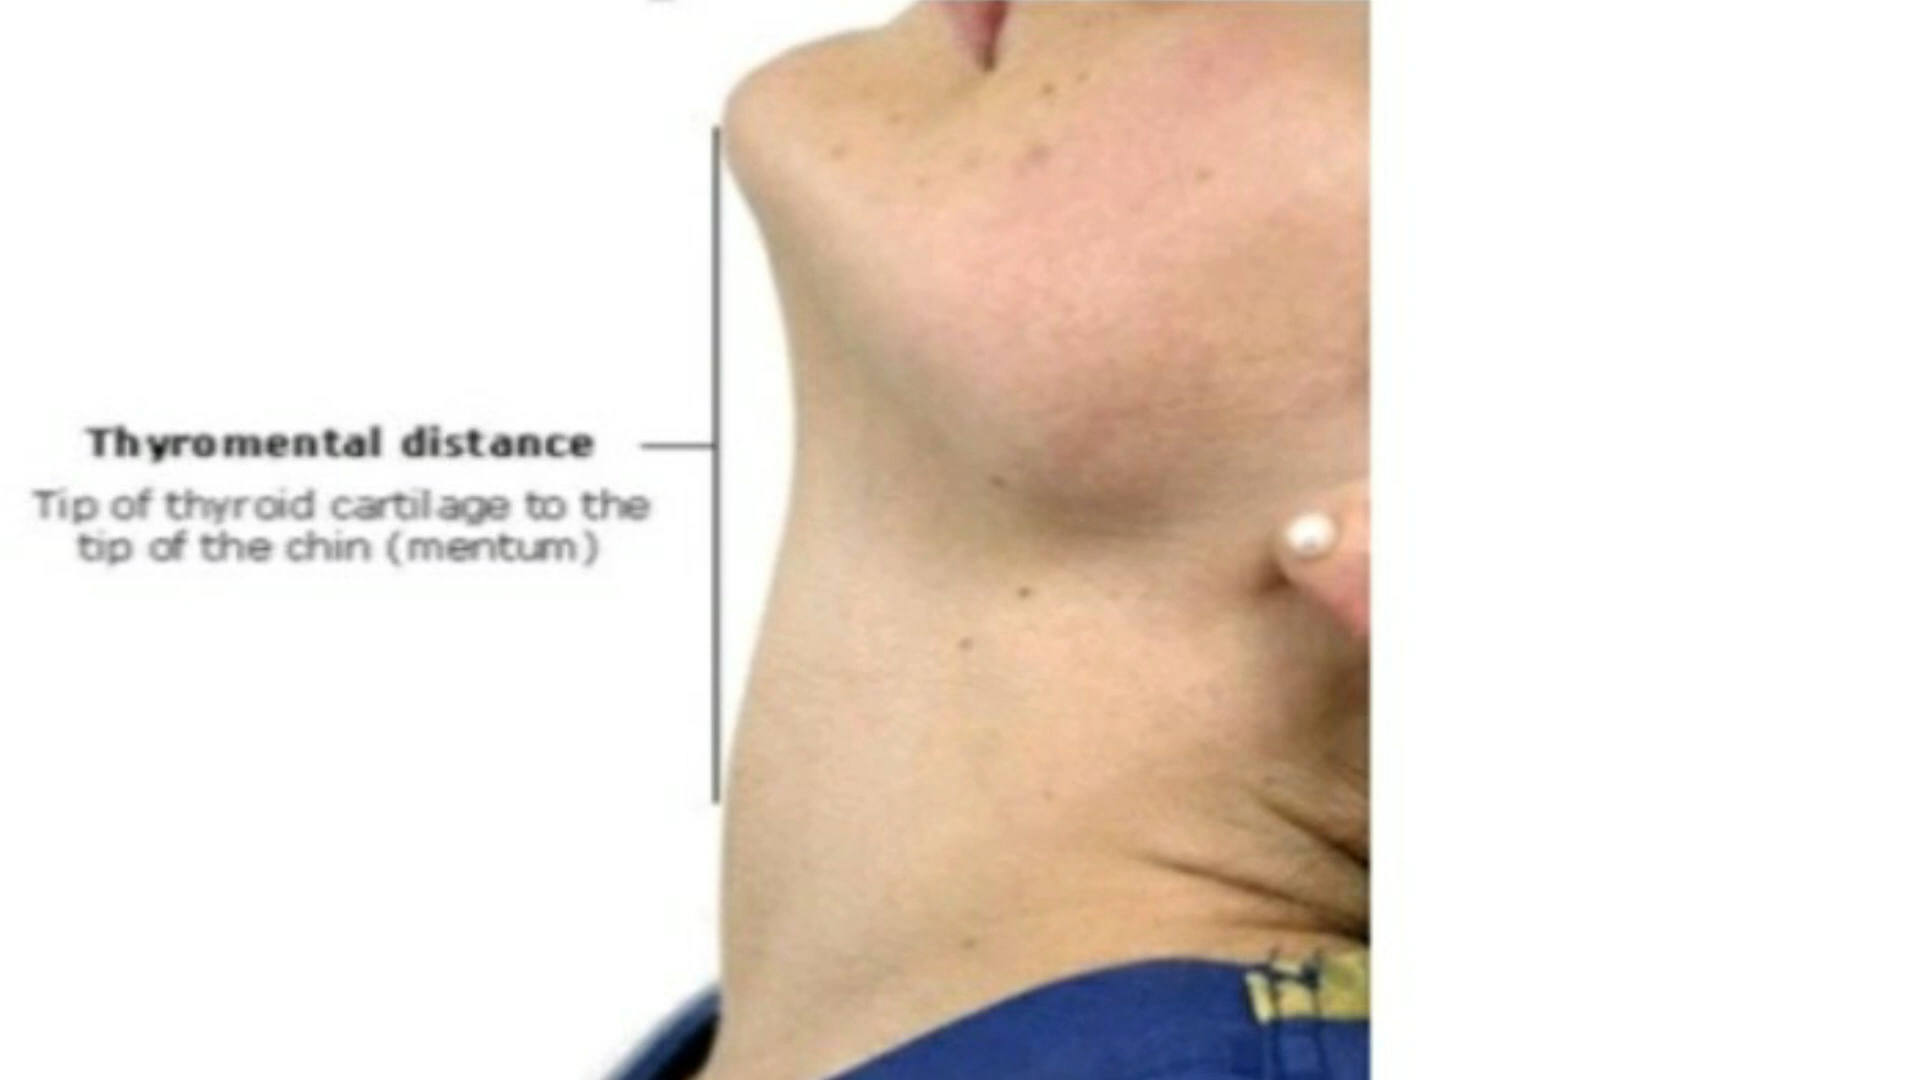 Thyromental distance
Tip of thyroid cartilage to the
tip of the chin (mentum)